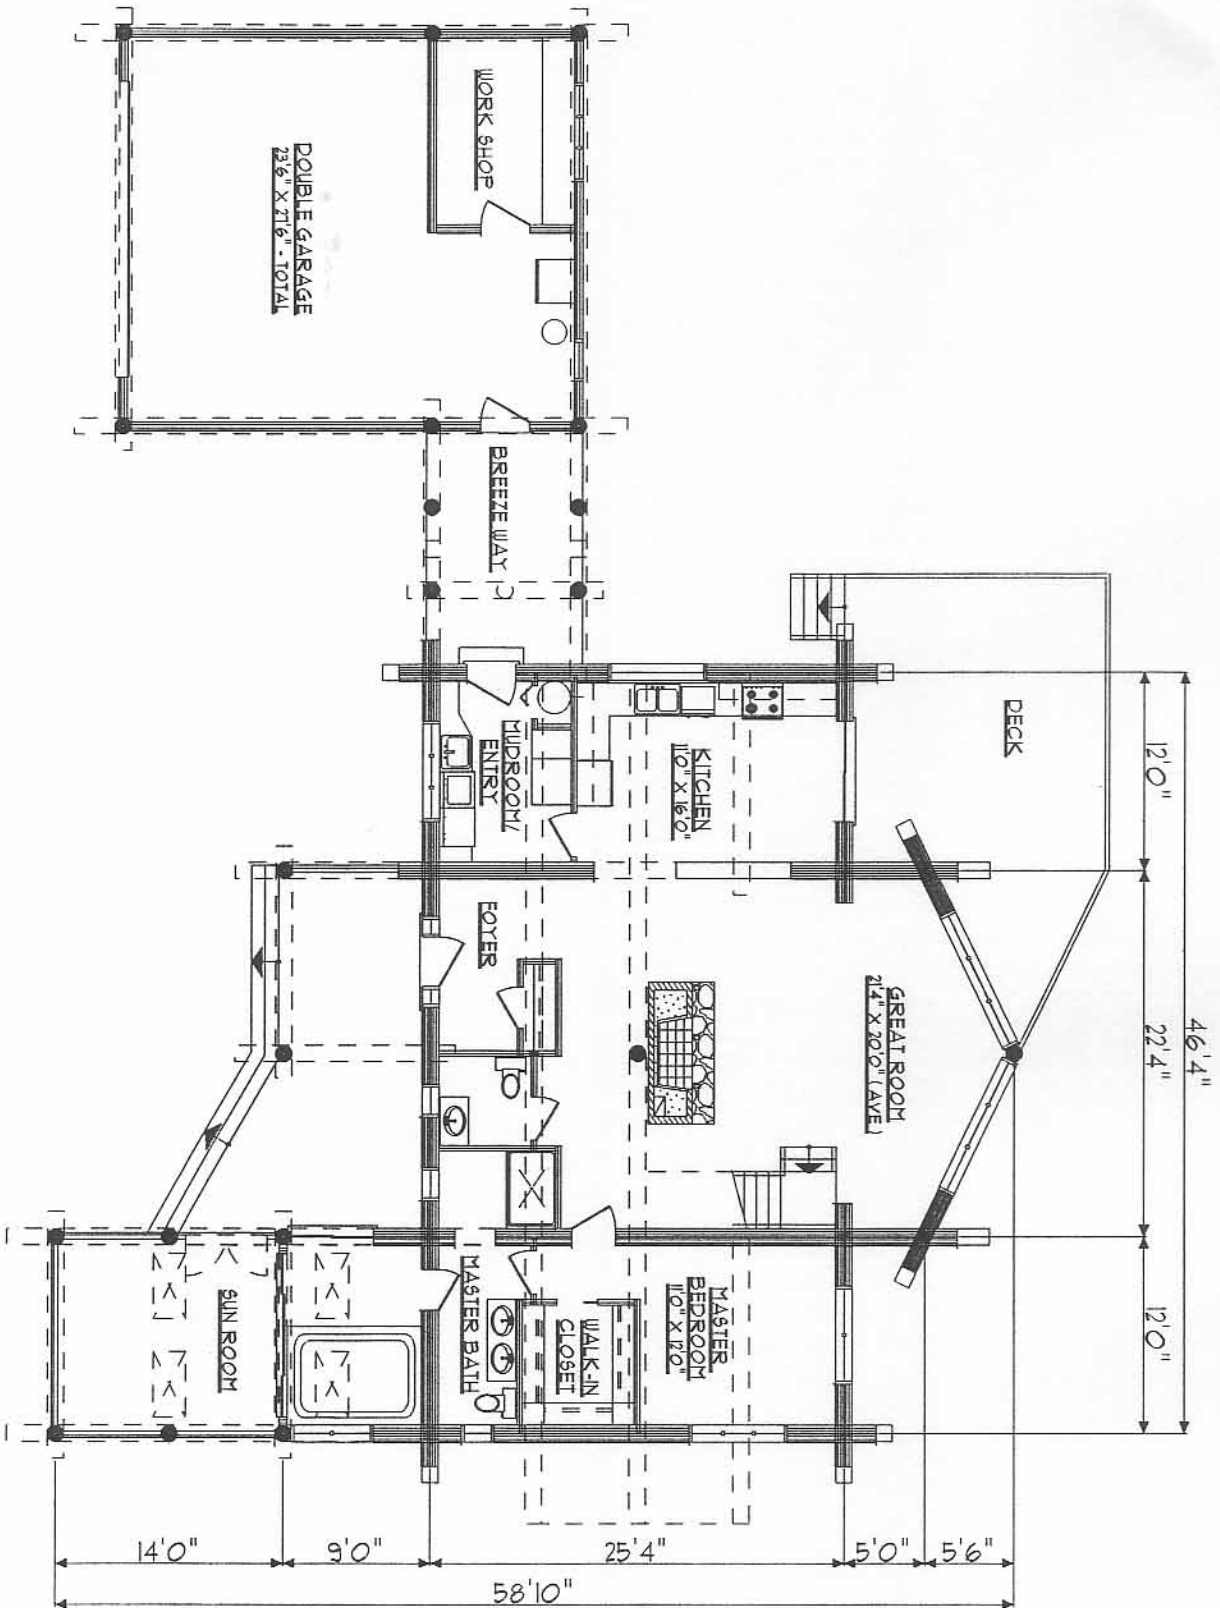 WORK SHOP
DOUBLE GARAGE
23'6" X 27'6" - TOTAL
BREEZE WAY
DECK
MUDROOM/
ENTRY
KITCHEN
11'0" X 16'0"
FOYER
GREAT ROOM
21'4" X 20'0" (AVE.)
MASTER
BEDROOM
11'0" X 12'0"
WALK-IN
CLOSET
MASTER BATH
SUN ROOM
12'0"
22'4"
12'0"
46'4"
14'0"
9'0"
25'4"
5'0"
5'6"
58'10"